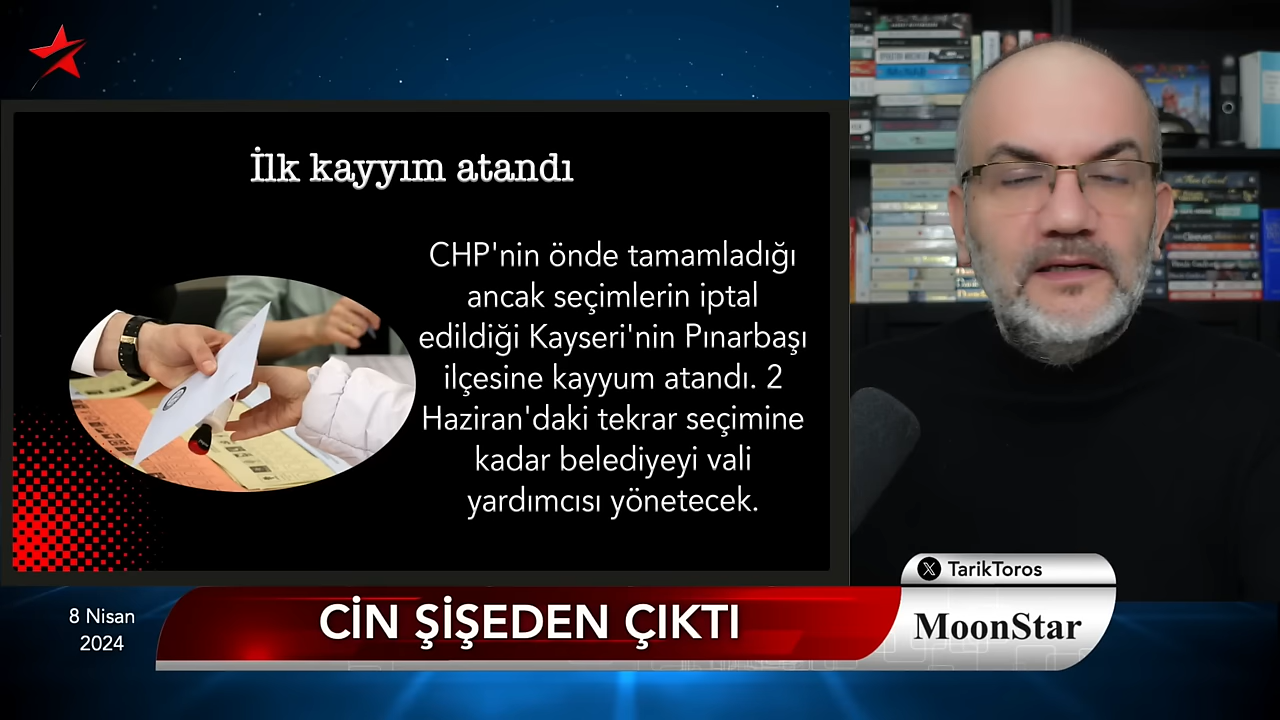 İlk kayyım atandı
CHP'nin önde tamamladığı
ancak seçimlerin iptal
edildiği Kayseri'nin Pınarbaşı
ilçesine kayyum atandı. 2
Haziran'daki tekrar seçimine
kadar belediyeyi vali
yardımcısı yönetecek.
TarikToros
8 Nisan
2024
CİN ŞİŞEDEN ÇIKTI
MoonStar